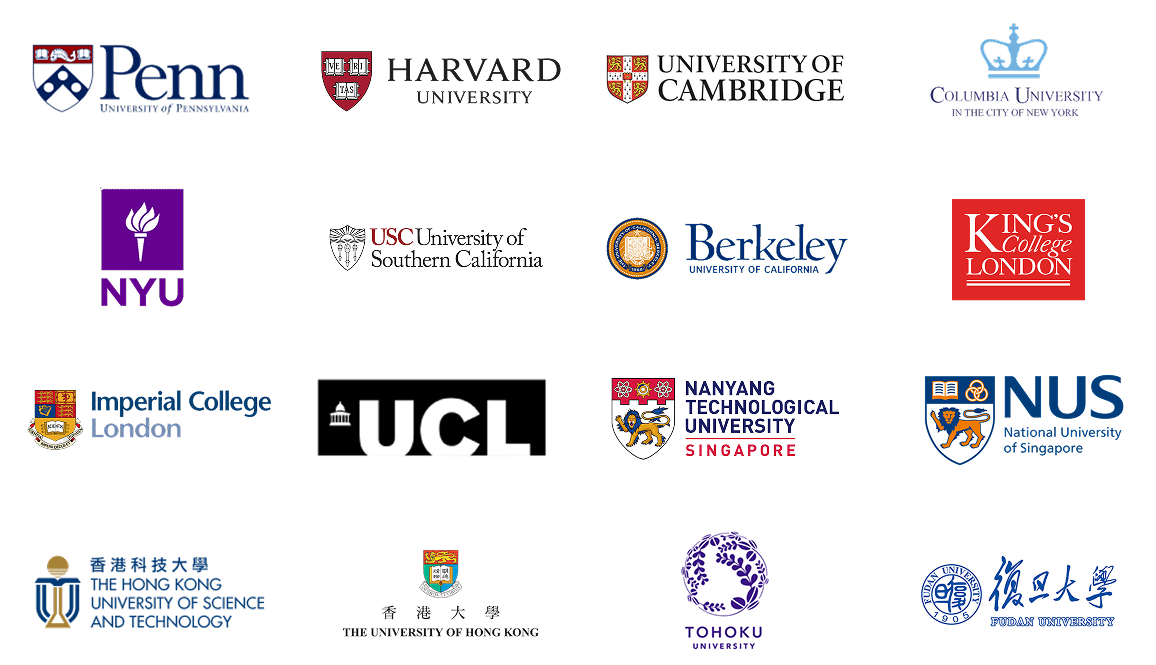 Penn
UNIVERSITY of PENNSYLVANIA
VE RI
TAS
HARVARD
UNIVERSITY
UNIVERSITY OF
CAMBRIDGE
COLUMBIA UNIVERSITY
IN THE CITY OF NEW YORK
NYU
USC University of
Southern California
Berkeley
UNIVERSITY OF CALIFORNIA
KING'S
College
LONDON
Imperial College
London
UCL
NANYANG
TECHNOLOGICAL
UNIVERSITY
SINGAPORE
NUS
National University
of Singapore
香港科技大學
THE HONG KONG
UNIVERSITY OF SCIENCE
AND TECHNOLOGY
香港大學
THE UNIVERSITY OF HONG KONG
TOHOKU
UNIVERSITY
FUDAN UNIVERSITY
1905
復旦大學
FUDAN UNIVERSITY